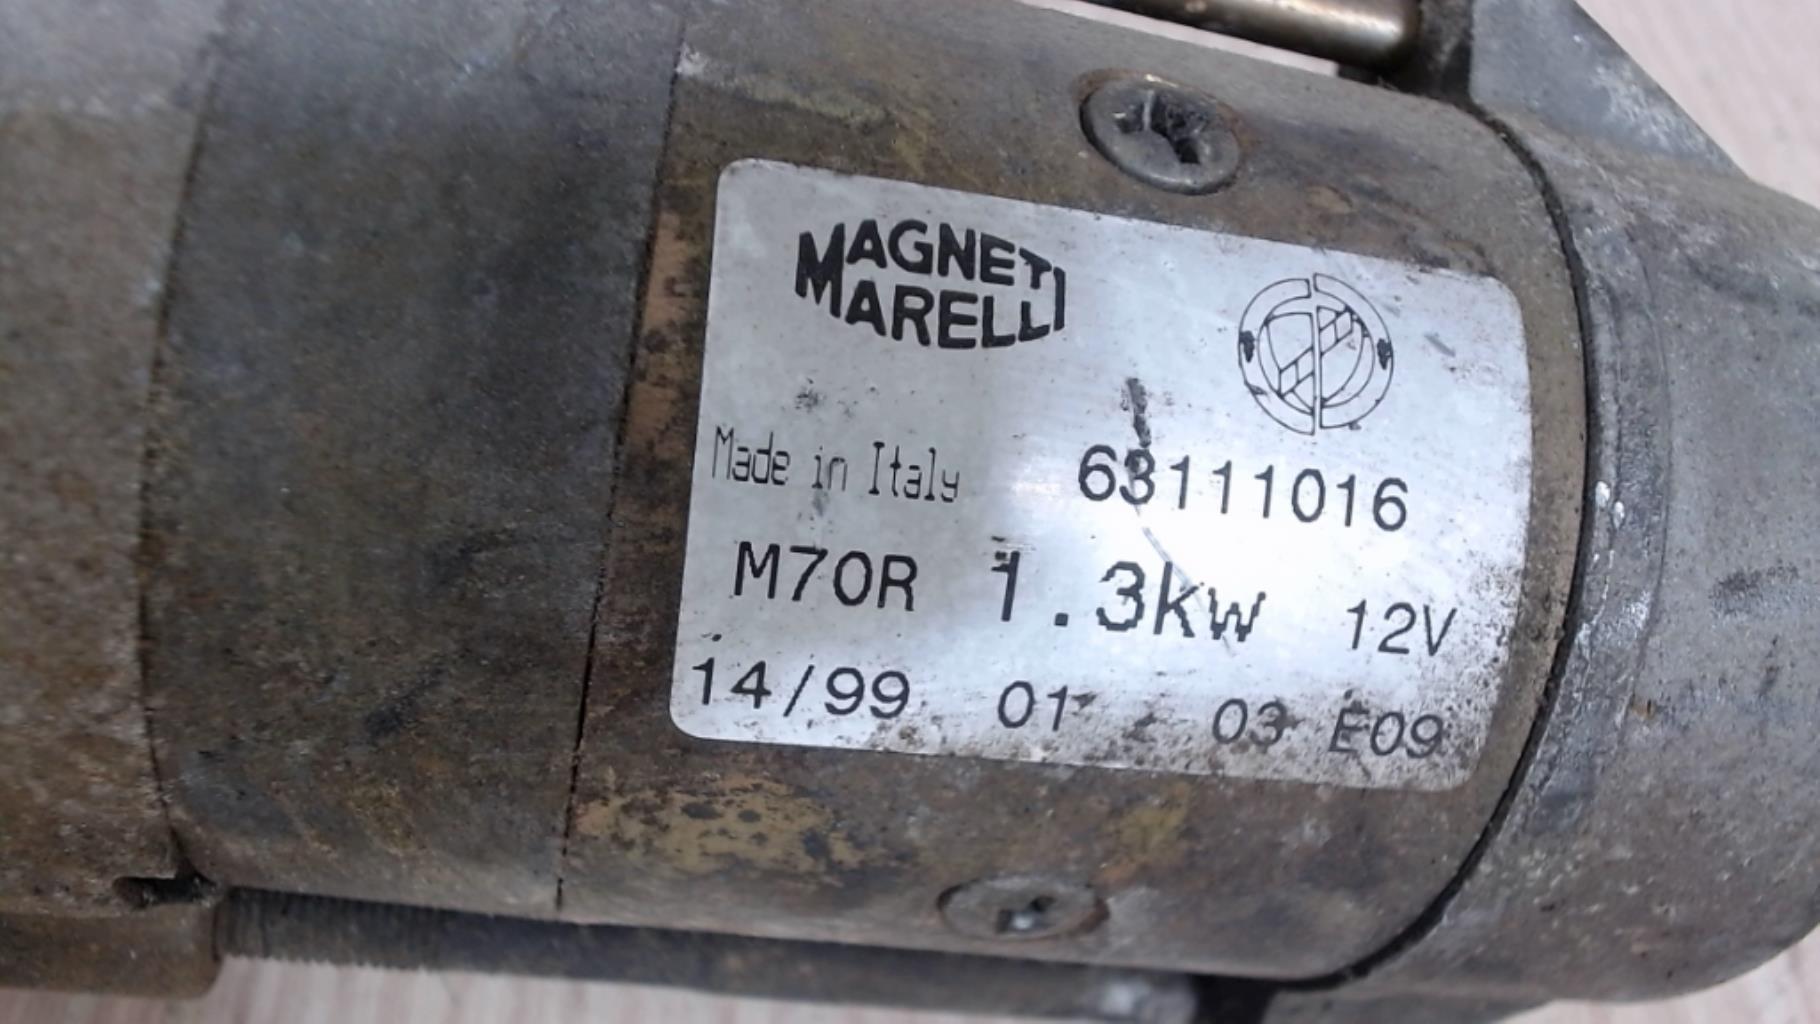 MAGNETI
MARELLI
Made in Italy 63111016
M70R 1.3kw 12V
14/99 01 03 E09